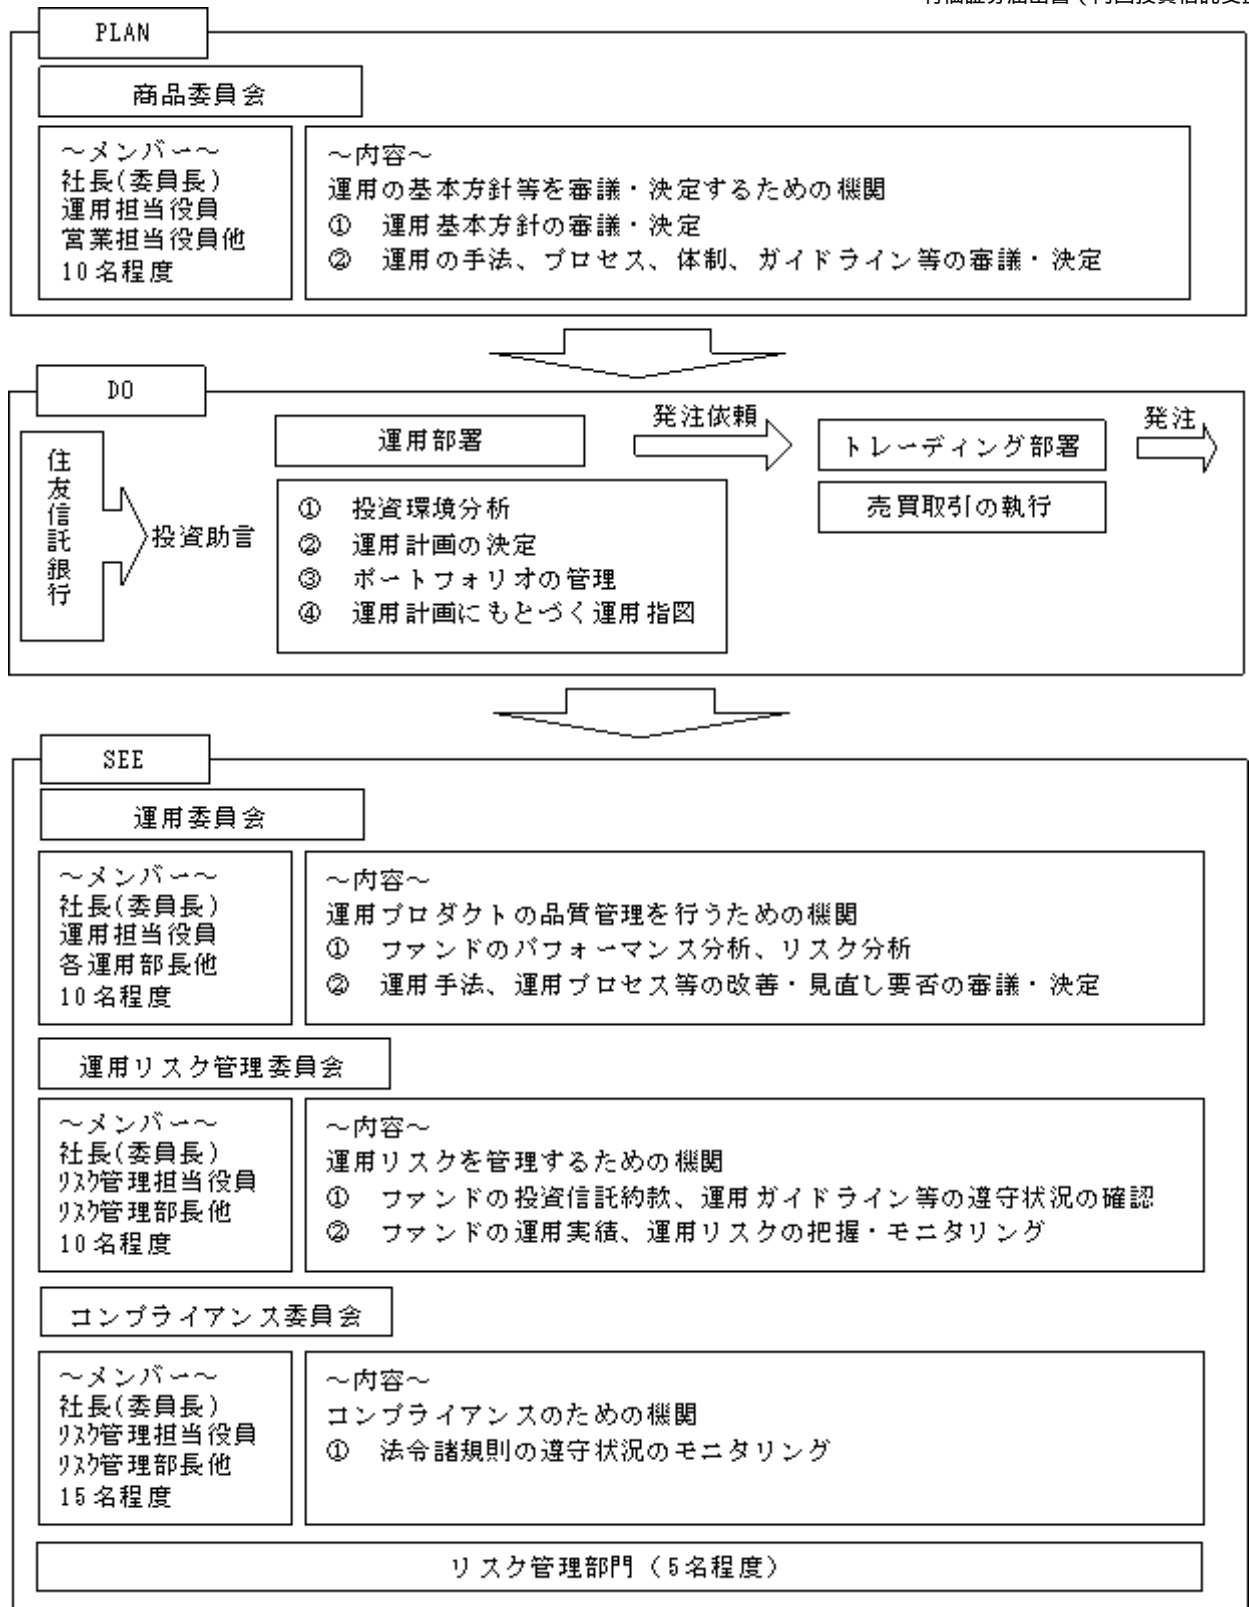 PLAN
商品委員会
～メンバー～
社長(委員長)
運用担当役員
営業担当役員他
10名程度
～内容～
運用の基本方針等を審議・決定するための機関
① 運用基本方針の審議・決定
② 運用の手法、プロセス、体制、ガイドライン等の審議・決定
DO
住友信託銀行
投資助言
運用部署
① 投資環境分析
② 運用計画の決定
③ ポートフォリオの管理
④ 運用計画にもとづく運用指図
発注依頼
トレーディング部署
売買取引の執行
発注
SEE
運用委員会
～メンバー～
社長(委員長)
運用担当役員
各運用部長他
10名程度
～内容～
運用プロダクトの品質管理を行うための機関
① ファンドのパフォーマンス分析、リスク分析
② 運用手法、運用プロセス等の改善・見直し要否の審議・決定
運用リスク管理委員会
～メンバー～
社長(委員長)
ﾘｽｸ管理担当役員
ﾘｽｸ管理部長他
10名程度
～内容～
運用リスクを管理するための機関
① ファンドの投資信託約款、運用ガイドライン等の遵守状況の確認
② ファンドの運用実績、運用リスクの把握・モニタリング
コンプライアンス委員会
～メンバー～
社長(委員長)
ﾘｽｸ管理担当役員
ﾘｽｸ管理部長他
15名程度
～内容～
コンプライアンスのための機関
① 法令諸規則の遵守状況のモニタリング
リスク管理部門（5名程度）